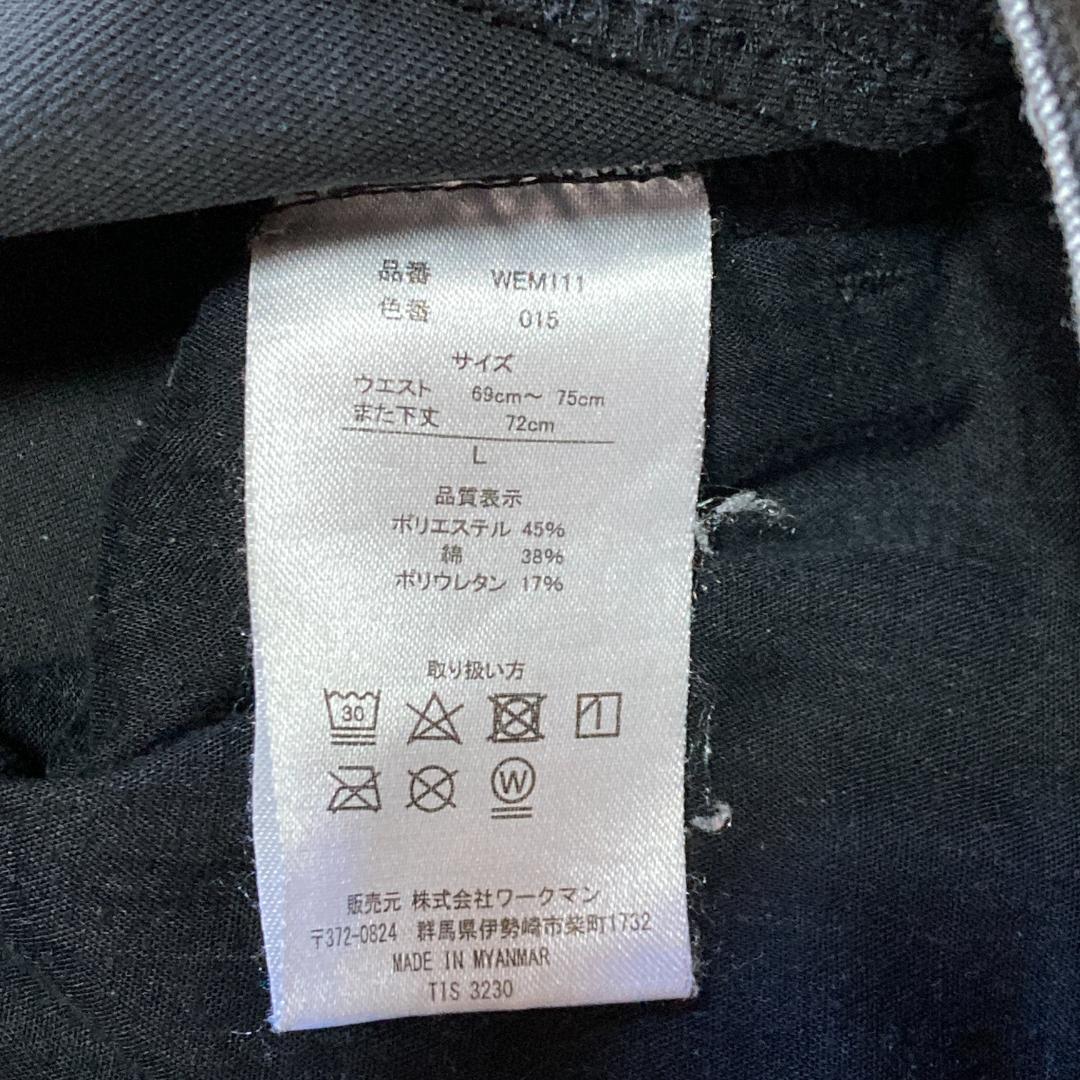 品番 WEM111
色番 015
サイズ
ウエスト 69cm～ 75cm
また下丈 72cm
L
品質表示
ポリエステル 45%
綿 38%
ポリウレタン 17%
取り扱い方
30
W
販売元 株式会社ワークマン
〒372-0824 群馬県伊勢崎市柴町1732
MADE IN MYANMAR
TIS 3230